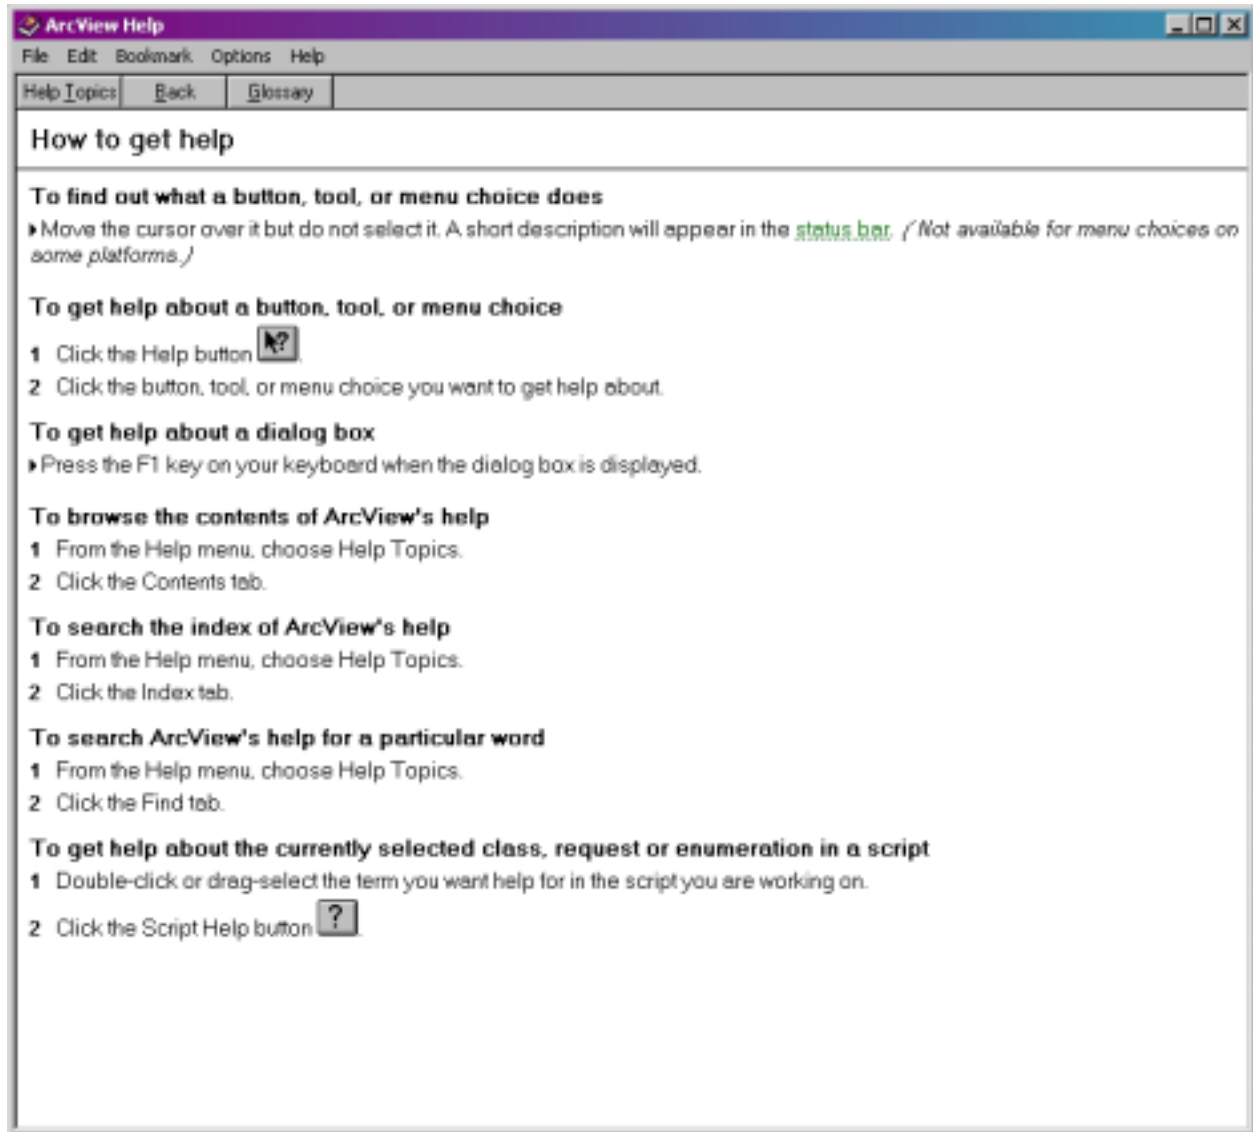 ArcView Help
File Edit Bookmark Options Help
Help Topics Back Glossary
How to get help
To find out what a button, tool, or menu choice does
Move the cursor over it but do not select it. A short description will appear in the status bar. (Not available for menu choices on
some platforms.)
To get help about a button, tool, or menu choice
1 Click the Help button ?.
2 Click the button, tool, or menu choice you want to get help about.
To get help about a dialog box
Press the F1 key on your keyboard when the dialog box is displayed.
To browse the contents of ArcView's help
1 From the Help menu, choose Help Topics.
2 Click the Contents tab.
To search the index of ArcView's help
1 From the Help menu, choose Help Topics.
2 Click the Index tab.
To search ArcView's help for a particular word
1 From the Help menu, choose Help Topics.
2 Click the Find tab.
To get help about the currently selected class, request or enumeration in a script
1 Double-click or drag-select the term you want help for in the script you are working on.
2 Click the Script Help button ?.